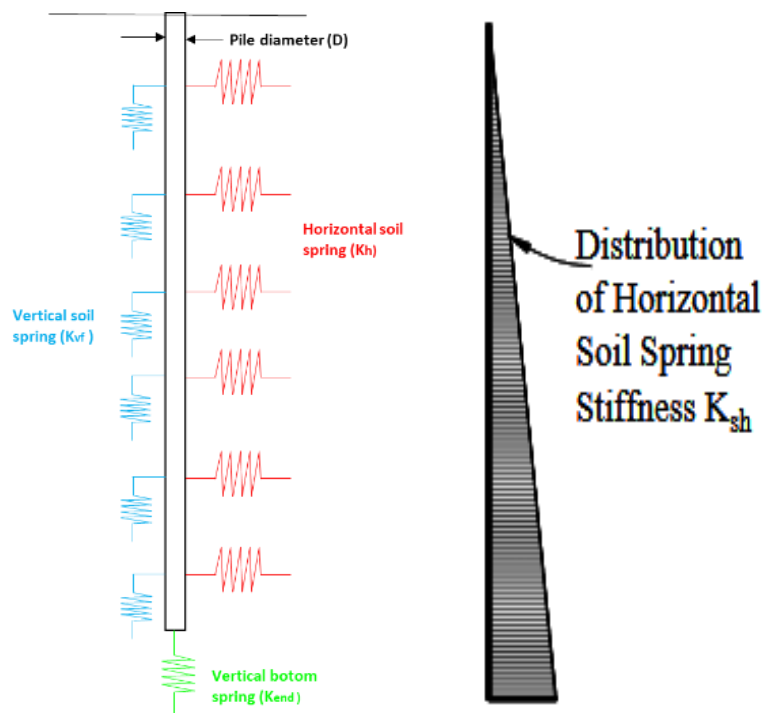 Pile diameter (D)
Horizontal soil
spring (Kh)
Vertical soil
spring (Kvf )
Vertical botom
spring (Kend )
Distribution
of Horizontal
Soil Spring
Stiffness Ksh